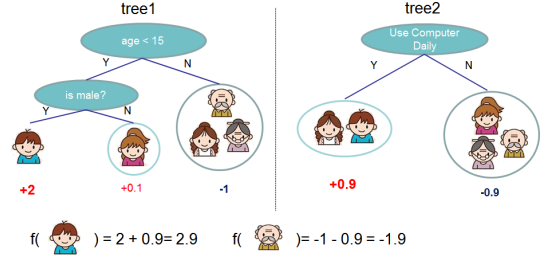 tree1
tree2
age < 15
Use Computer
Daily
Y
N
Y
N
is male?
Y
N
+2
+0.1
-1
+0.9
-0.9
f( ) = 2 + 0.9= 2.9
f( )= -1 - 0.9 = -1.9